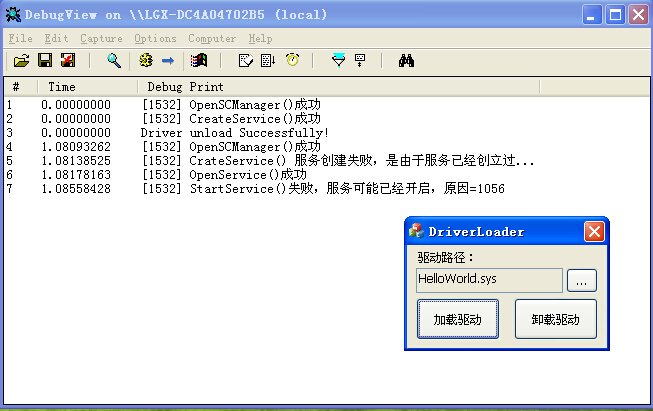 DebugView on \\LGX-DC4A04702B5 (local)
File Edit Capture Options Computer Help
# Time Debug Print
1 0.00000000 [1532] OpenSCManager()成功
2 0.00000000 [1532] CreateService()成功
3 0.00000000 Driver unload Successfully!
4 1.08093262 [1532] OpenSCManager()成功
5 1.08138525 [1532] CrateService() 服务创建失败，是由于服务已经创立过...
6 1.08178163 [1532] OpenService()成功
7 1.08558428 [1532] StartService()失败，服务可能已经开启，原因=1056
DriverLoader
驱动路径：
HelloWorld.sys ...
加载驱动 卸载驱动